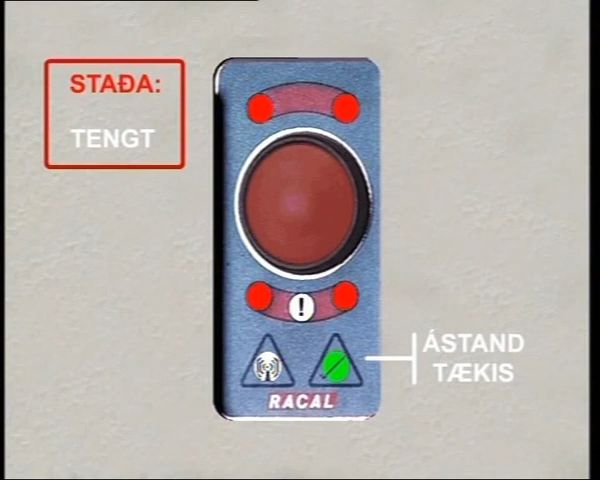 STAÐA:
TENGT
!
ÁSTAND
TÆKIS
RACAL